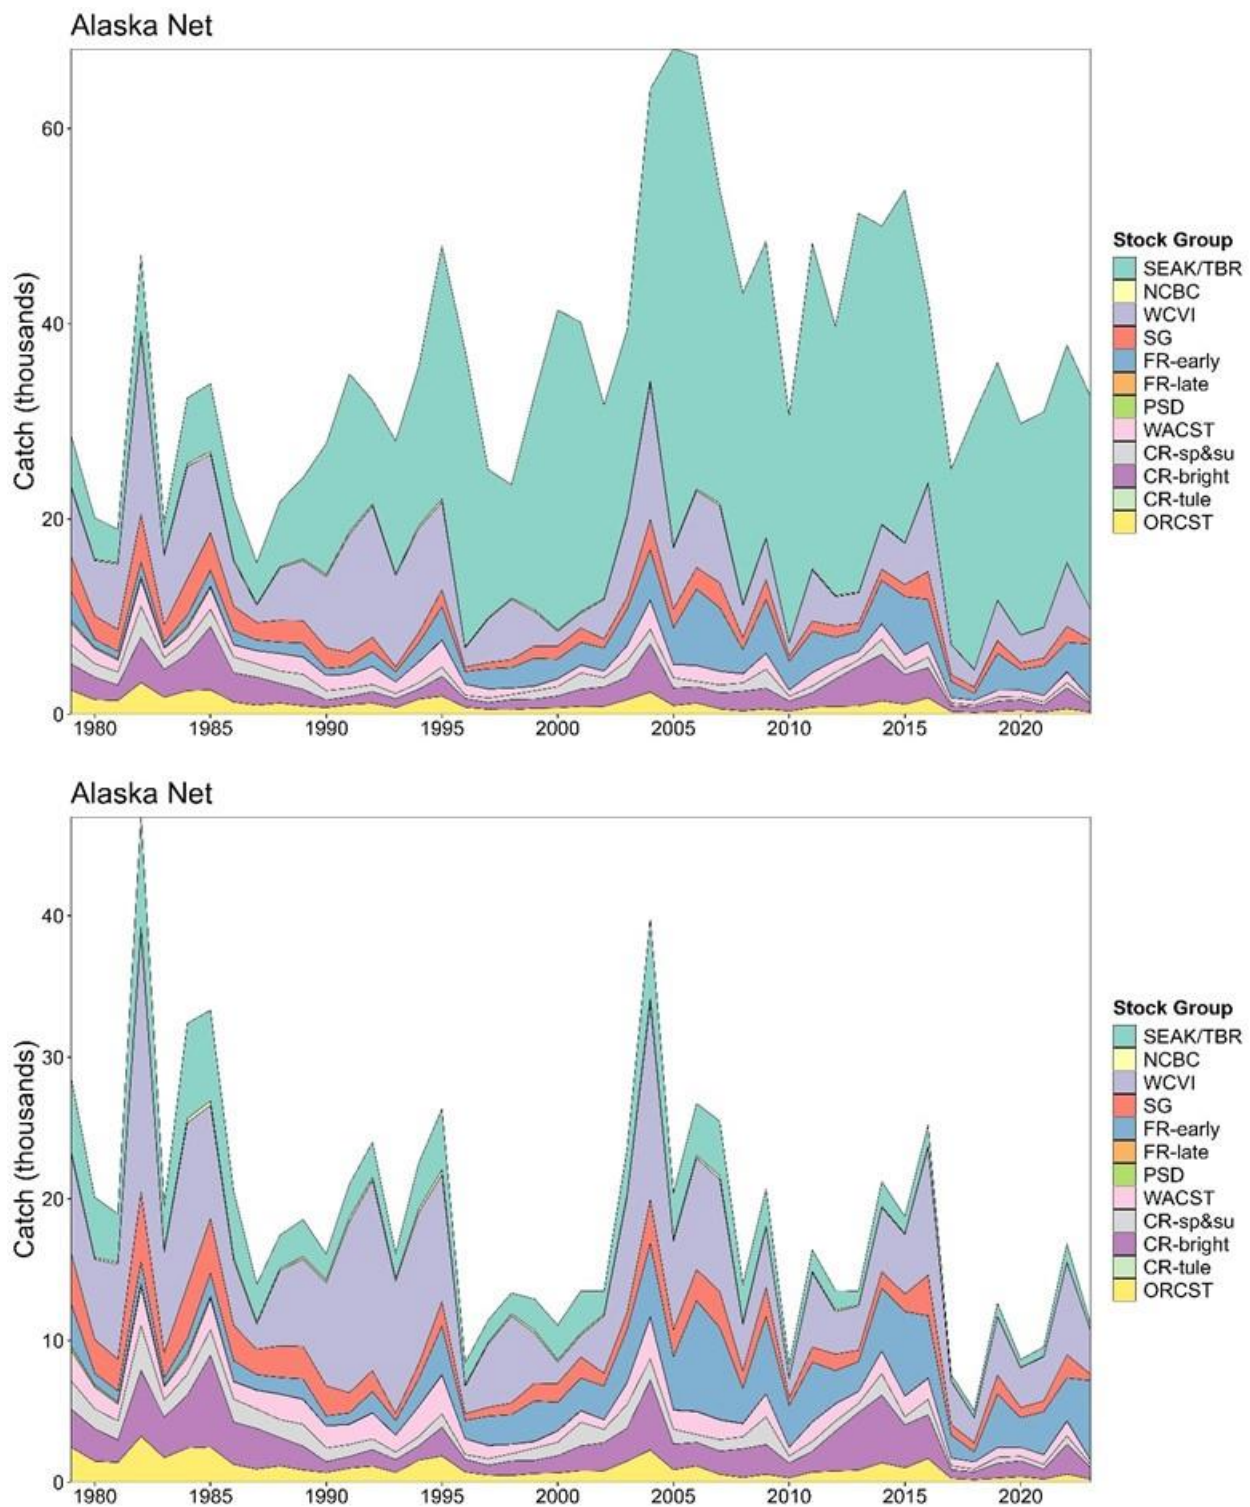 Alaska Net
60
40
20
0
Catch (thousands)
1980 1985 1990 1995 2000 2005 2010 2015 2020
Stock Group
SEAK/TBR
NCBC
WCVI
SG
FR-early
FR-late
PSD
WACST
CR-sp&su
CR-bright
CR-tule
ORCST
Alaska Net
40
30
20
10
0
Catch (thousands)
1980 1985 1990 1995 2000 2005 2010 2015 2020
Stock Group
SEAK/TBR
NCBC
WCVI
SG
FR-early
FR-late
PSD
WACST
CR-sp&su
CR-bright
CR-tule
ORCST